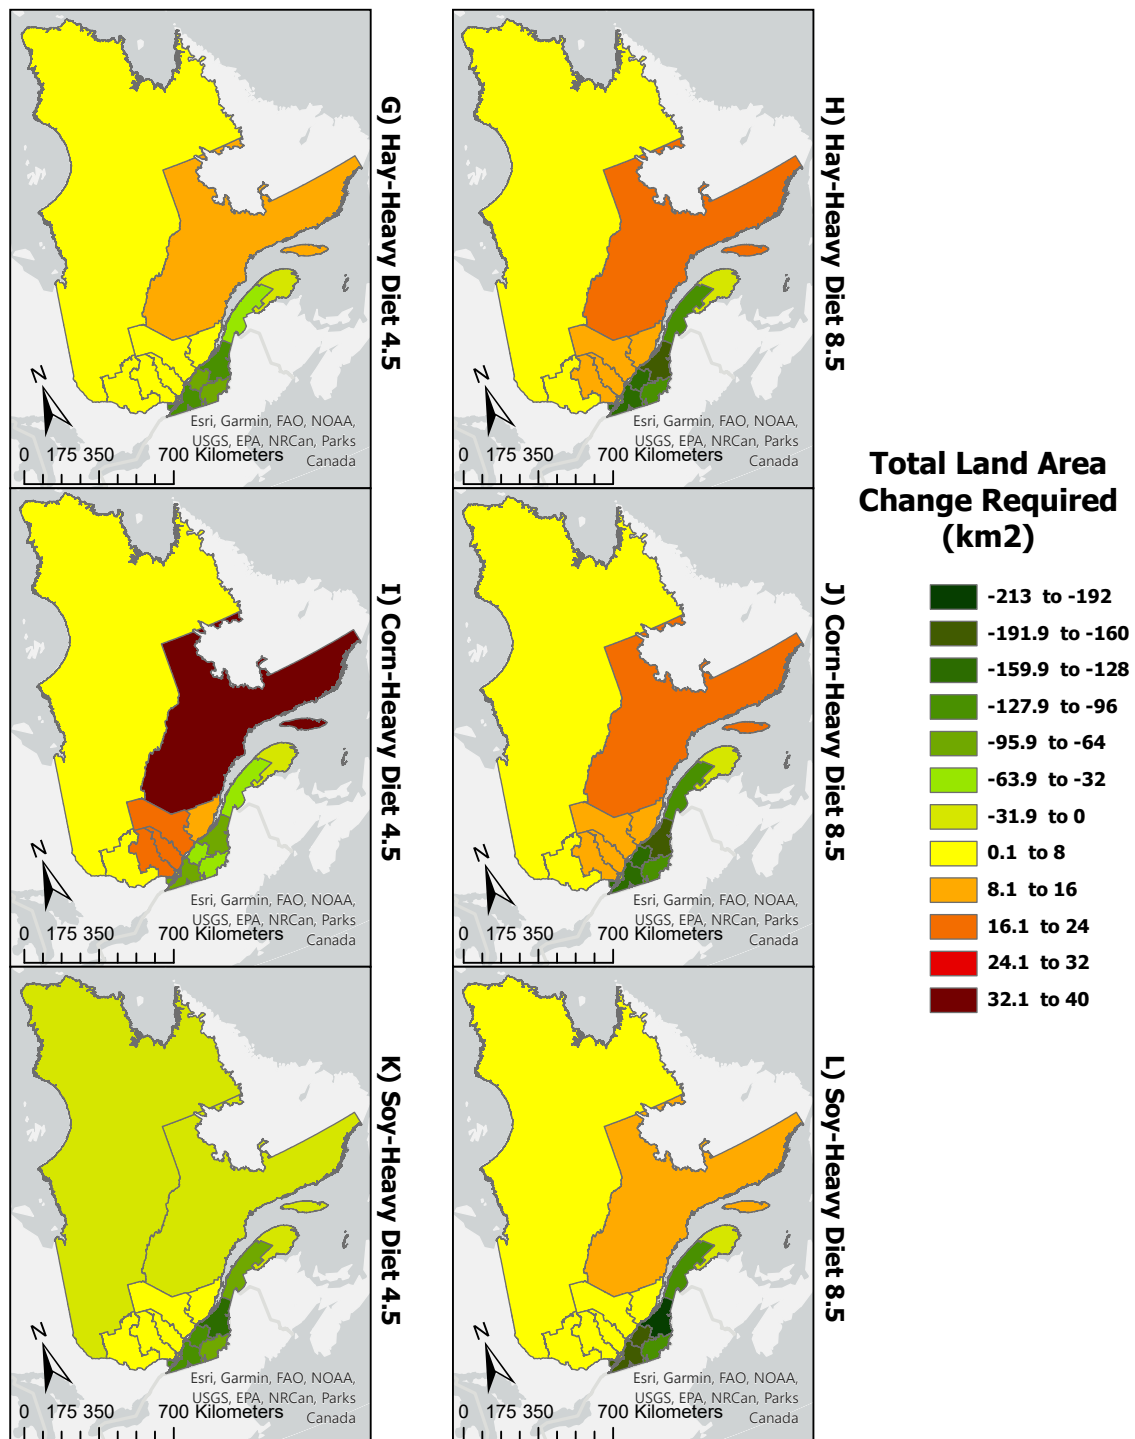 G) Hay-Heavy Diet 4.5
N
Esri, Garmin, FAO, NOAA,
USGS, EPA, NRCan, Parks
Canada
0 175 350 700 Kilometers
H) Hay-Heavy Diet 8.5
N
Esri, Garmin, FAO, NOAA,
USGS, EPA, NRCan, Parks
Canada
0 175 350 700 Kilometers
I) Corn-Heavy Diet 4.5
N
Esri, Garmin, FAO, NOAA,
USGS, EPA, NRCan, Parks
Canada
0 175 350 700 Kilometers
J) Corn-Heavy Diet 8.5
N
Esri, Garmin, FAO, NOAA,
USGS, EPA, NRCan, Parks
Canada
0 175 350 700 Kilometers
K) Soy-Heavy Diet 4.5
N
Esri, Garmin, FAO, NOAA,
USGS, EPA, NRCan, Parks
Canada
0 175 350 700 Kilometers
L) Soy-Heavy Diet 8.5
N
Esri, Garmin, FAO, NOAA,
USGS, EPA, NRCan, Parks
Canada
0 175 350 700 Kilometers
Total Land Area
Change Required
(km2)
-213 to -192
-191.9 to -160
-159.9 to -128
-127.9 to -96
-95.9 to -64
-63.9 to -32
-31.9 to 0
0.1 to 8
8.1 to 16
16.1 to 24
24.1 to 32
32.1 to 40